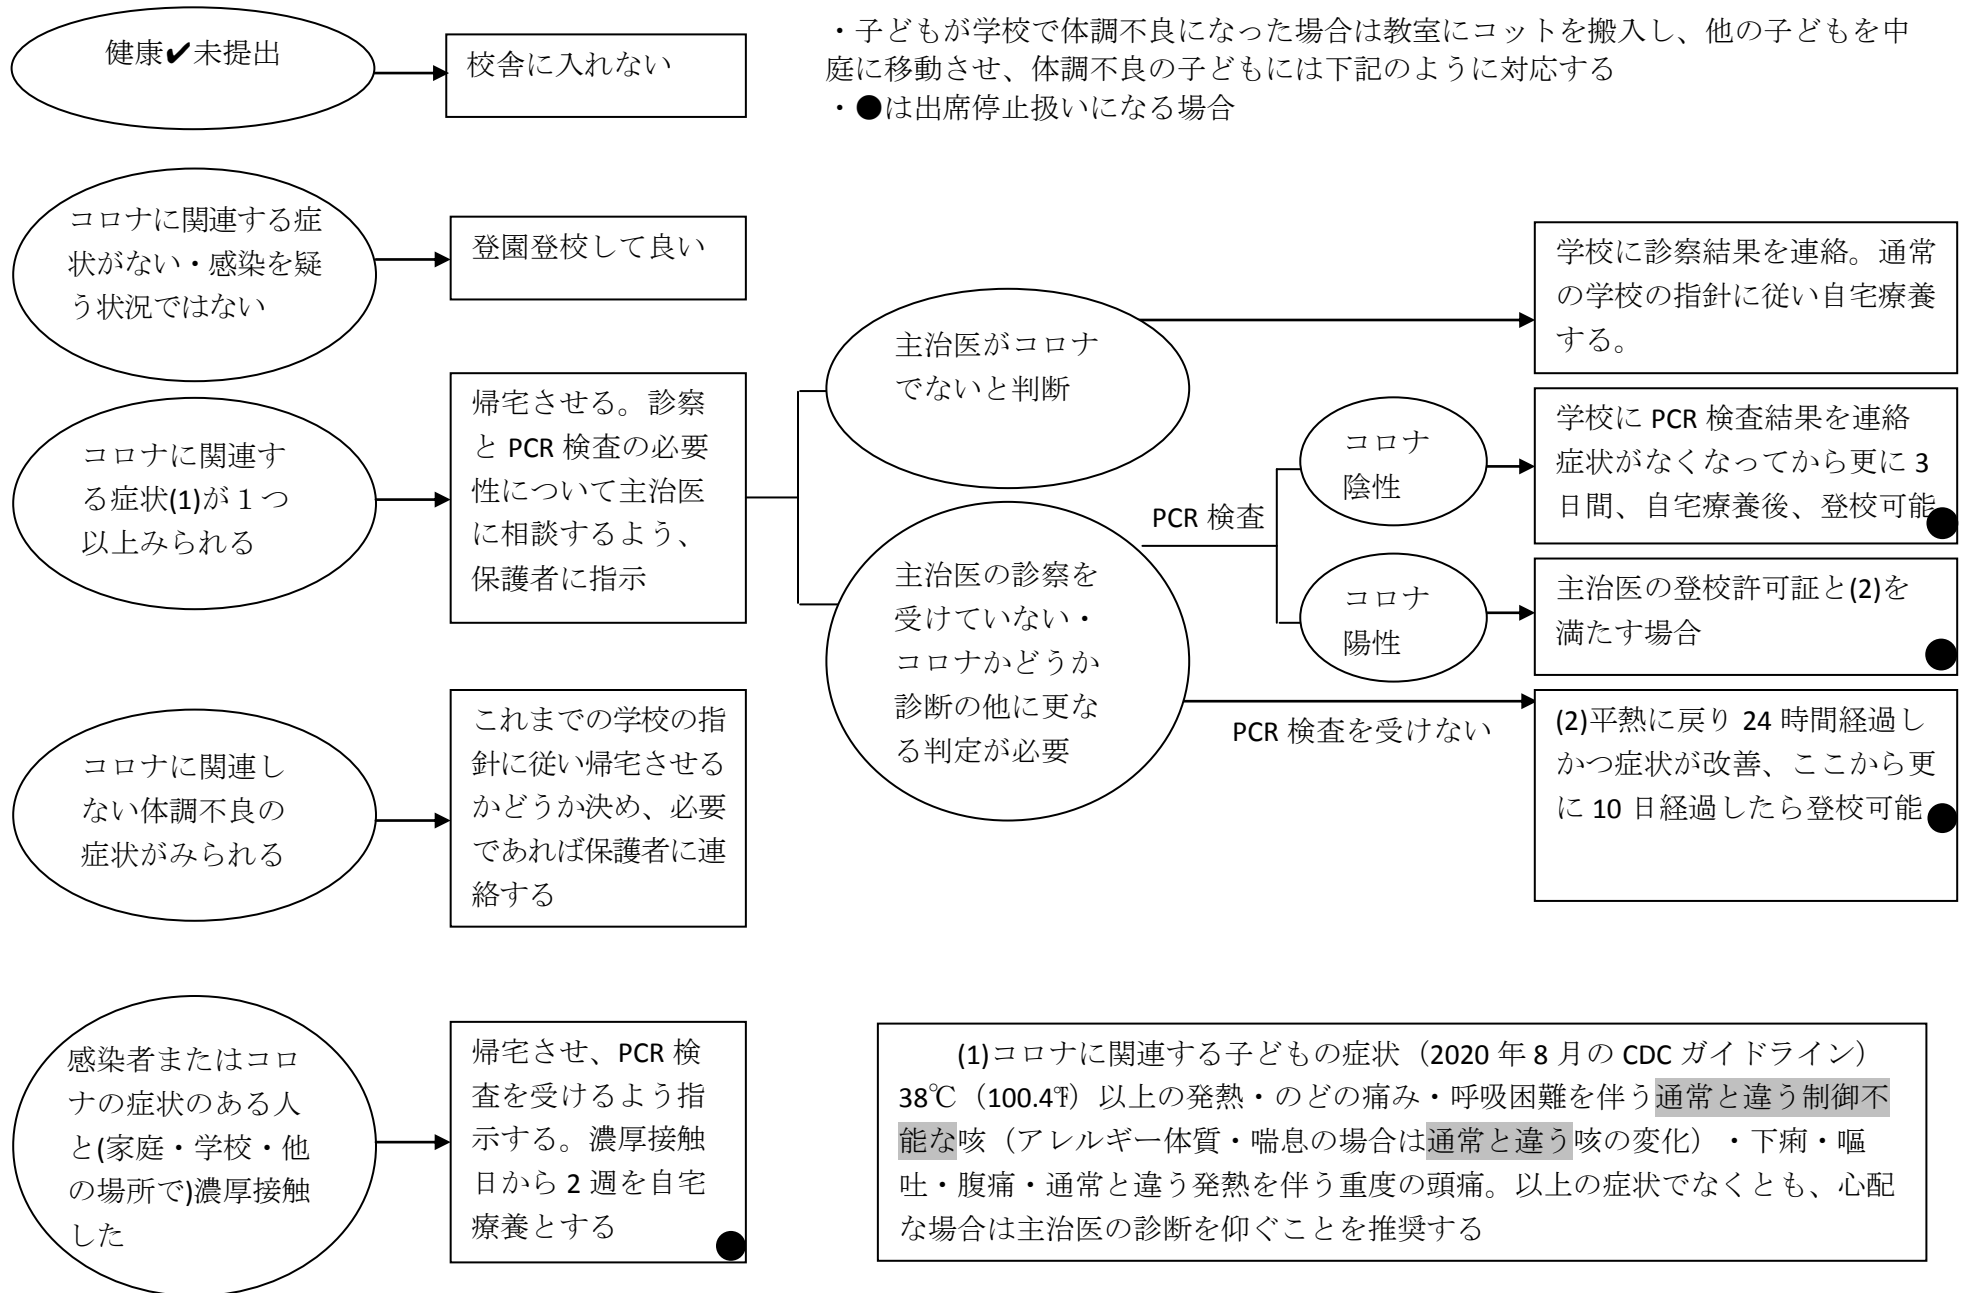 健康✔未提出
校舎に入れない
・子どもが学校で体調不良になった場合は教室にコットを搬入し、他の子どもを中
庭に移動させ、体調不良の子どもには下記のように対応する
・●は出席停止扱いになる場合
コロナに関連する症
状がない・感染を疑
う状況ではない
登園登校して良い
コロナに関連す
る症状(1)が１つ
以上みられる
帰宅させる。診察
と PCR 検査の必要
性について主治医
に相談するよう、
保護者に指示
主治医がコロナ
でないと判断
学校に診察結果を連絡。通常
の学校の指針に従い自宅療養
する。
主治医の診察を
受けていない・
コロナかどうか
診断の他に更な
る判定が必要
PCR 検査
コロナ
陰性
学校に PCR 検査結果を連絡
症状がなくなってから更に 3
日間、自宅療養後、登校可能
コロナ
陽性
主治医の登校許可証と(2)を
満たす場合
PCR 検査を受けない
(2)平熱に戻り 24 時間経過し
かつ症状が改善、ここから更
に 10 日経過したら登校可能
コロナに関連し
ない体調不良の
症状がみられる
これまでの学校の指
針に従い帰宅させる
かどうか決め、必要
であれば保護者に連
絡する
感染者またはコロ
ナの症状のある人
と(家庭・学校・他
の場所で)濃厚接触
した
帰宅させ、PCR 検
査を受けるよう指
示する。濃厚接触
日から 2 週を自宅
療養とする
(1)コロナに関連する子どもの症状（2020 年 8 月の CDC ガイドライン）
38℃（100.4℉）以上の発熱・のどの痛み・呼吸困難を伴う通常と違う制御不
能な咳（アレルギー体質・喘息の場合は通常と違う咳の変化）・下痢・嘔
吐・腹痛・通常と違う発熱を伴う重度の頭痛。以上の症状でなくとも、心配
な場合は主治医の診断を仰ぐことを推奨する